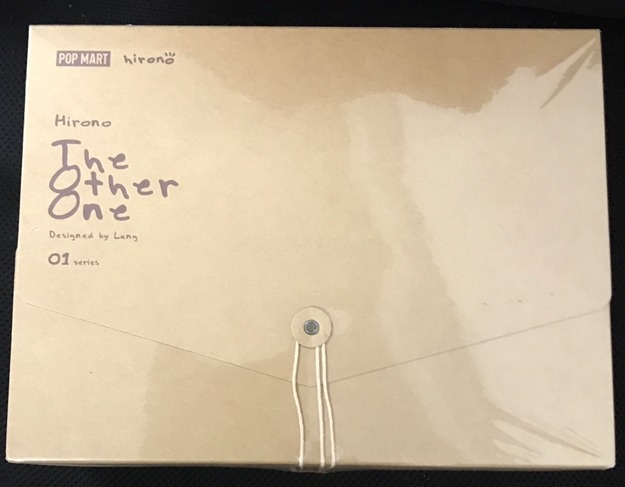 POP MART hirono
Hirono
The
Other
One
Designed by Lang
01 series